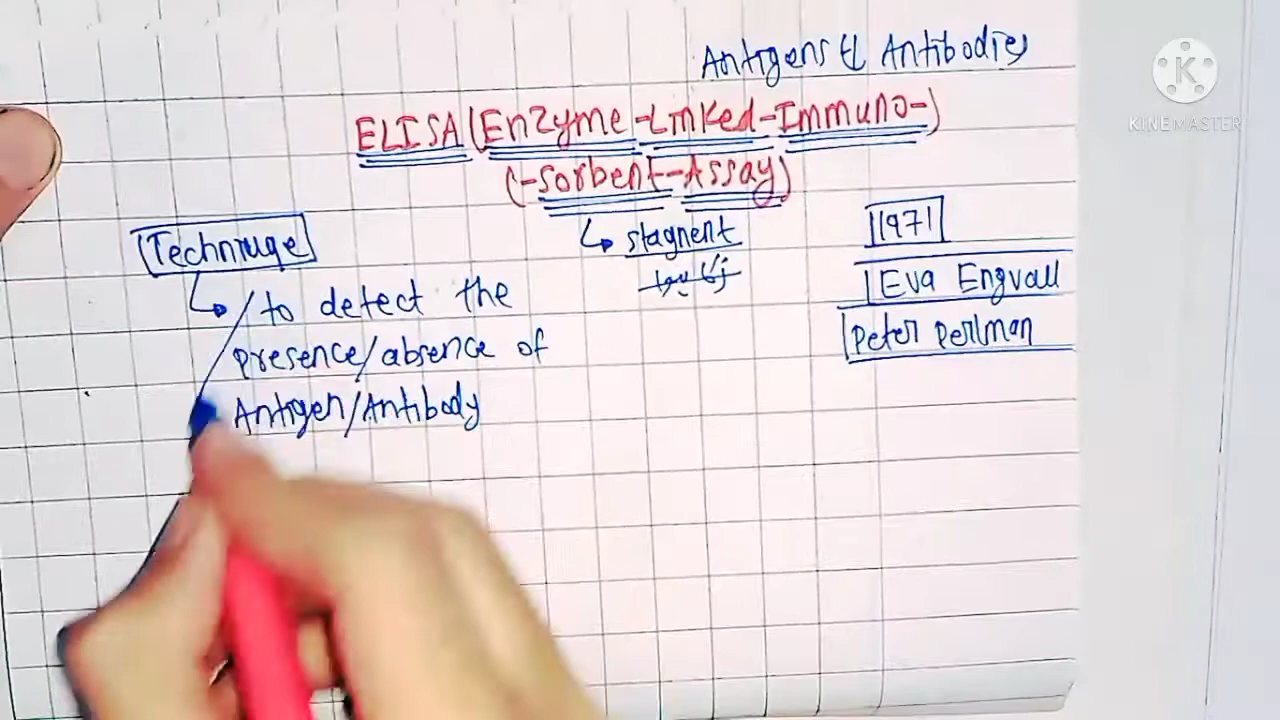 Antigens & Antibodies
ELISA (Enzyme-Linked-Immuno-)
(-Sorbent-Assay)
Technique
stagnent
1971
Eva Engvall
Peter Perlman
/to detect the
presence/absence of
Antigen/Antibody
KINEMASTER